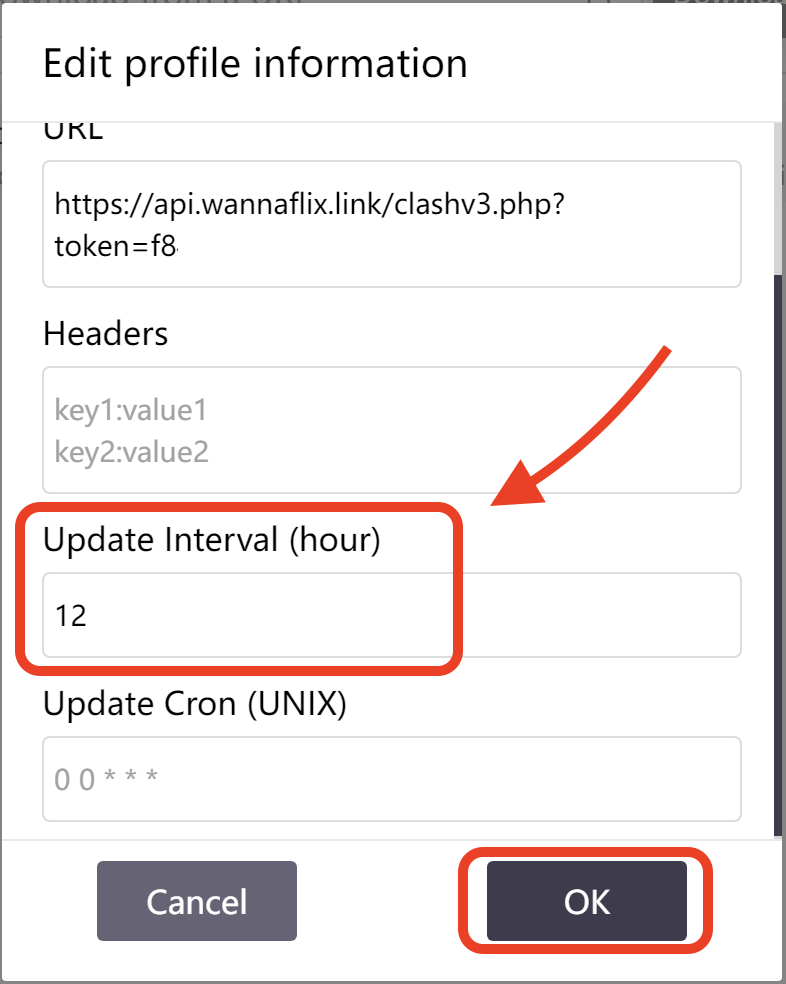 Edit profile information
URL
https://api.wannaflix.link/clashv3.php?
token=f8
Headers
key1:value1
key2:value2
Update Interval (hour)
12
Update Cron (UNIX)
0 0 * * *
Cancel
OK